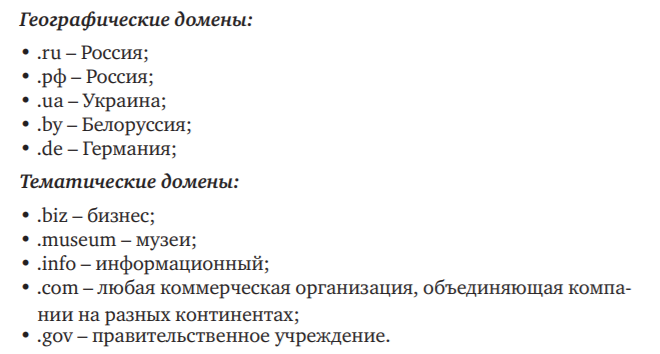 Географические домены:
• .ru – Россия;
• .рф – Россия;
• .ua – Украина;
• .by – Белоруссия;
• .de – Германия;
Тематические домены:
• .biz – бизнес;
• .museum – музеи;
• .info – информационный;
• .com – любая коммерческая организация, объединяющая компа-
нии на разных континентах;
• .gov – правительственное учреждение.